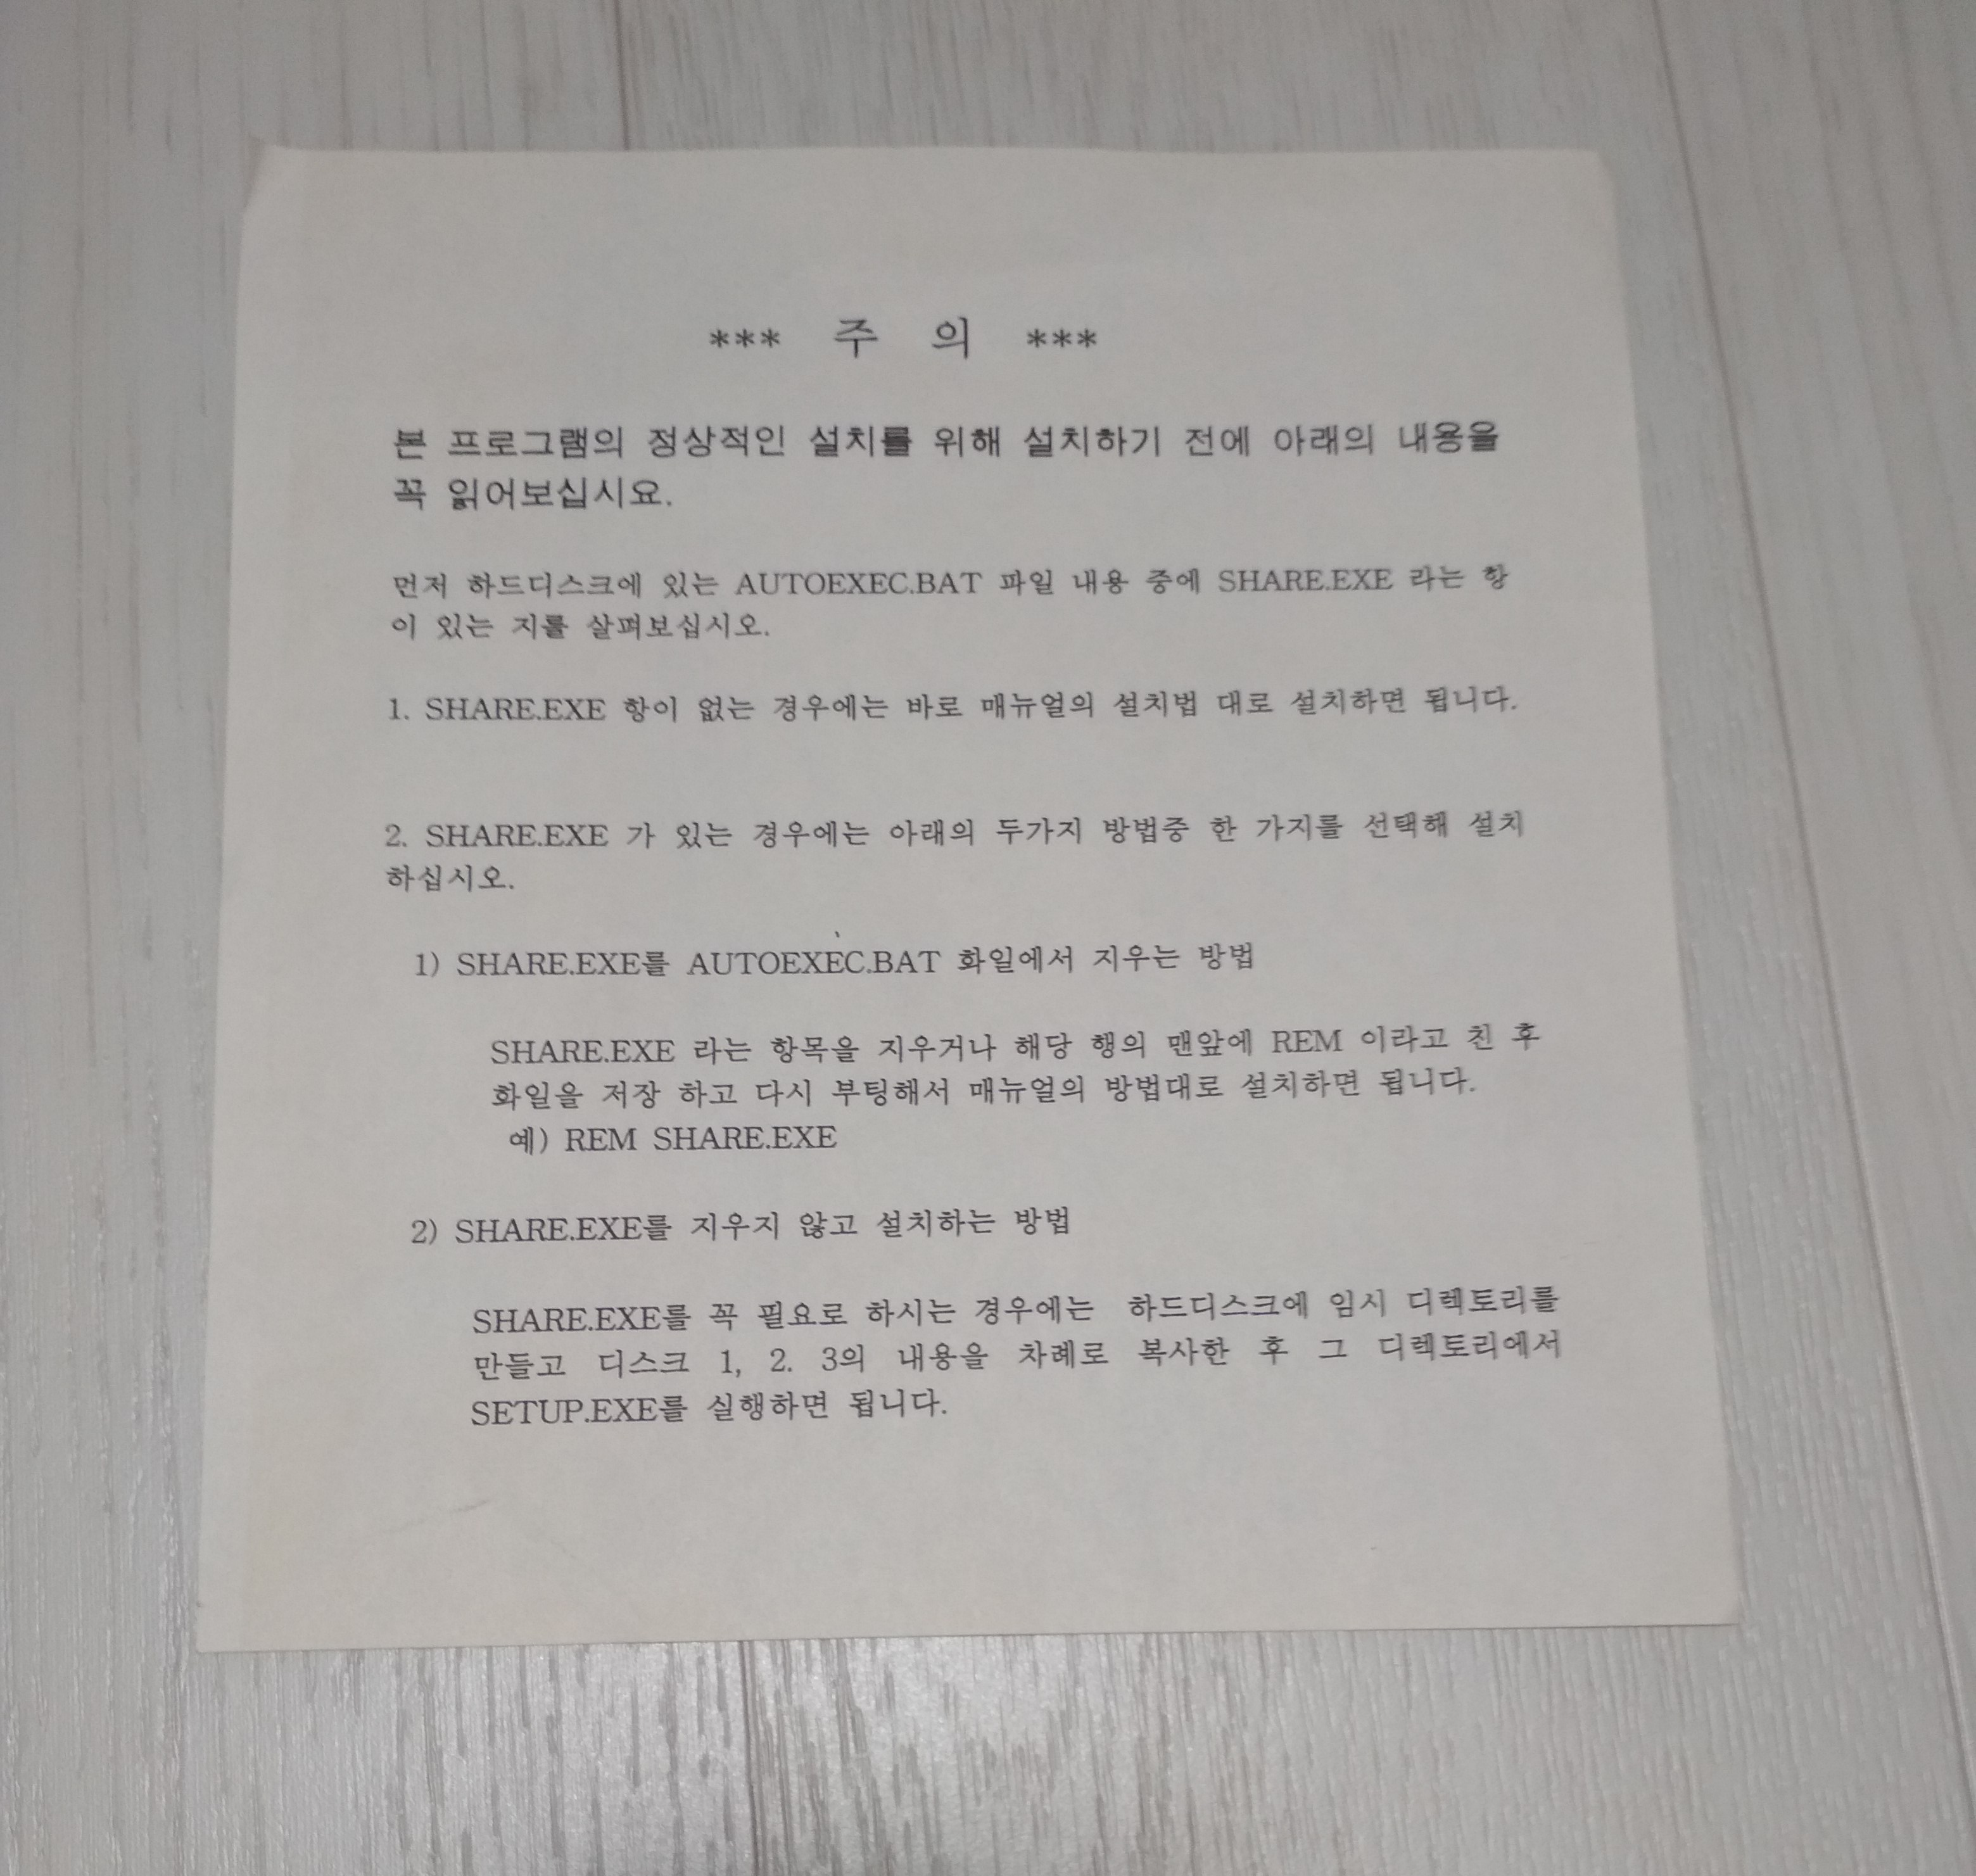 *** 주 의 ***
본 프로그램의 정상적인 설치를 위해 설치하기 전에 아래의 내용을
꼭 읽어보십시요.
먼저 하드디스크에 있는 AUTOEXEC.BAT 파일 내용 중에 SHARE.EXE 라는 항
이 있는 지를 살펴보십시오.
1. SHARE.EXE 항이 없는 경우에는 바로 매뉴얼의 설치법 대로 설치하면 됩니다.
2. SHARE.EXE 가 있는 경우에는 아래의 두가지 방법중 한 가지를 선택해 설치
하십시오.
1) SHARE.EXE를 AUTOEXEC.BAT 화일에서 지우는 방법
SHARE.EXE 라는 항목을 지우거나 해당 행의 맨앞에 REM 이라고 친 후
화일을 저장 하고 다시 부팅해서 매뉴얼의 방법대로 설치하면 됩니다.
예) REM SHARE.EXE
2) SHARE.EXE를 지우지 않고 설치하는 방법
SHARE.EXE를 꼭 필요로 하시는 경우에는 하드디스크에 임시 디렉토리를
만들고 디스크 1, 2. 3의 내용을 차례로 복사한 후 그 디렉토리에서
SETUP.EXE를 실행하면 됩니다.